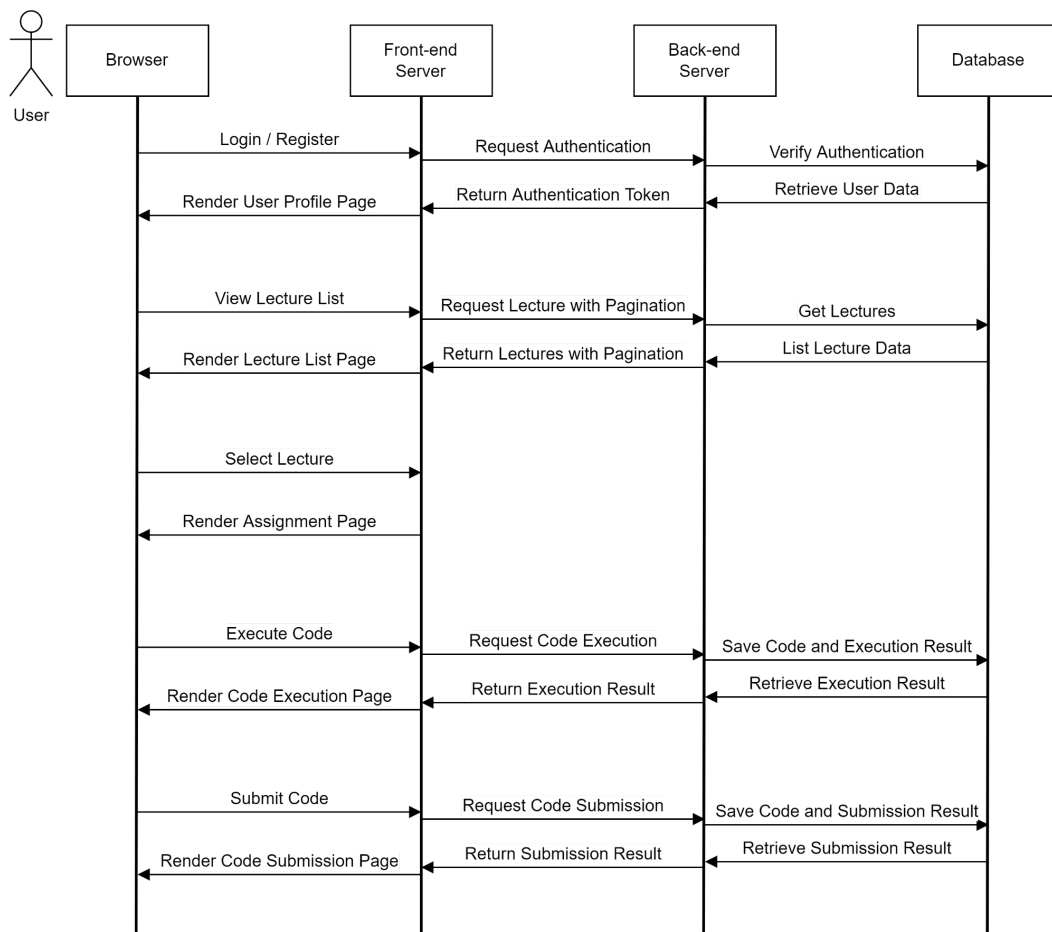 User
Browser
Front-end
Server
Back-end
Server
Database
Login / Register
Request Authentication
Verify Authentication
Retrieve User Data
Return Authentication Token
Render User Profile Page
View Lecture List
Request Lecture with Pagination
Get Lectures
List Lecture Data
Return Lectures with Pagination
Render Lecture List Page
Select Lecture
Render Assignment Page
Execute Code
Request Code Execution
Save Code and Execution Result
Retrieve Execution Result
Return Execution Result
Render Code Execution Page
Submit Code
Request Code Submission
Save Code and Submission Result
Retrieve Submission Result
Return Submission Result
Render Code Submission Page